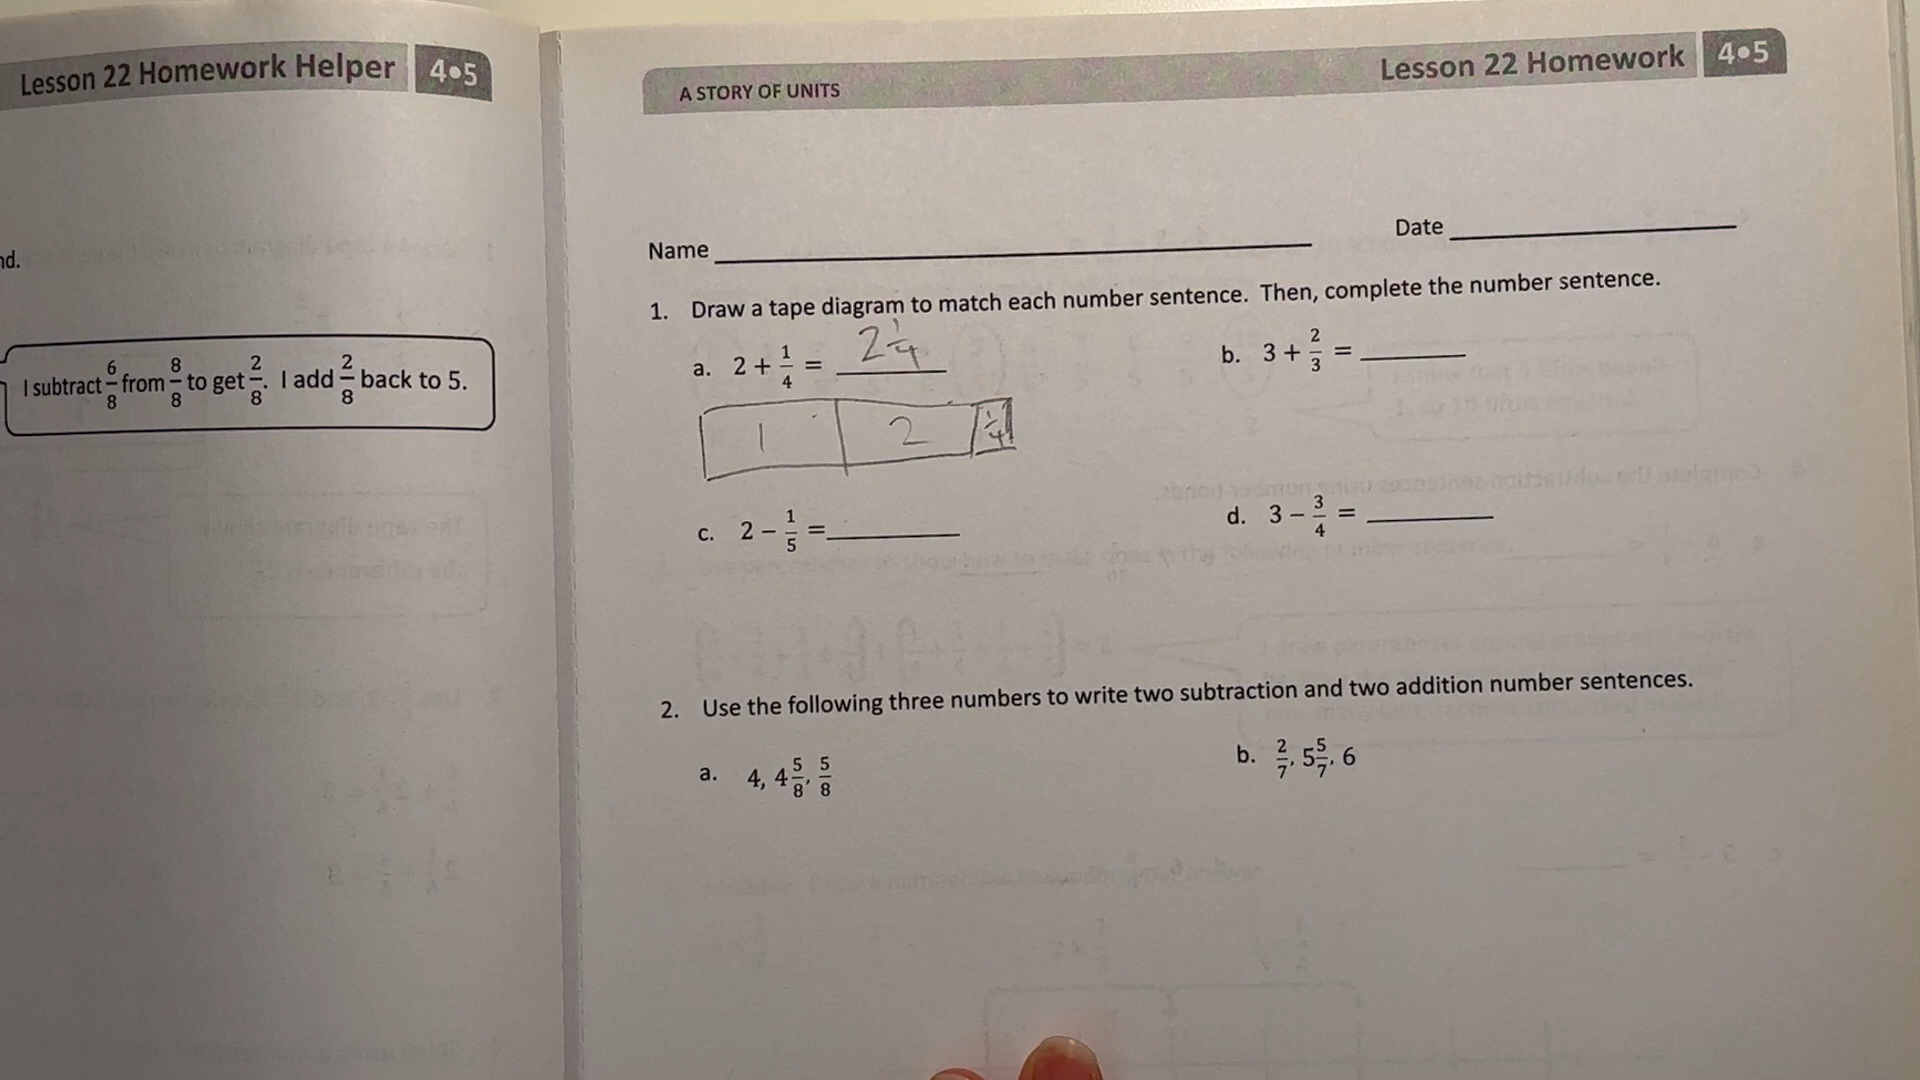 Lesson 22 Homework Helper 4•5
nd.
I subtract 6/8 from 8/8 to get 2/8. I add 2/8 back to 5.
A STORY OF UNITS
Lesson 22 Homework 4•5
Name
Date
1. Draw a tape diagram to match each number sentence. Then, complete the number sentence.
a. 2 + 1/4 = 2 1/4
b. 3 + 2/3 =
1 2 1/4
c. 2 − 1/5 =
d. 3 − 3/4 =
2. Use the following three numbers to write two subtraction and two addition number sentences.
a. 4, 4 5/8, 5/8
b. 2/7, 5 5/7, 6